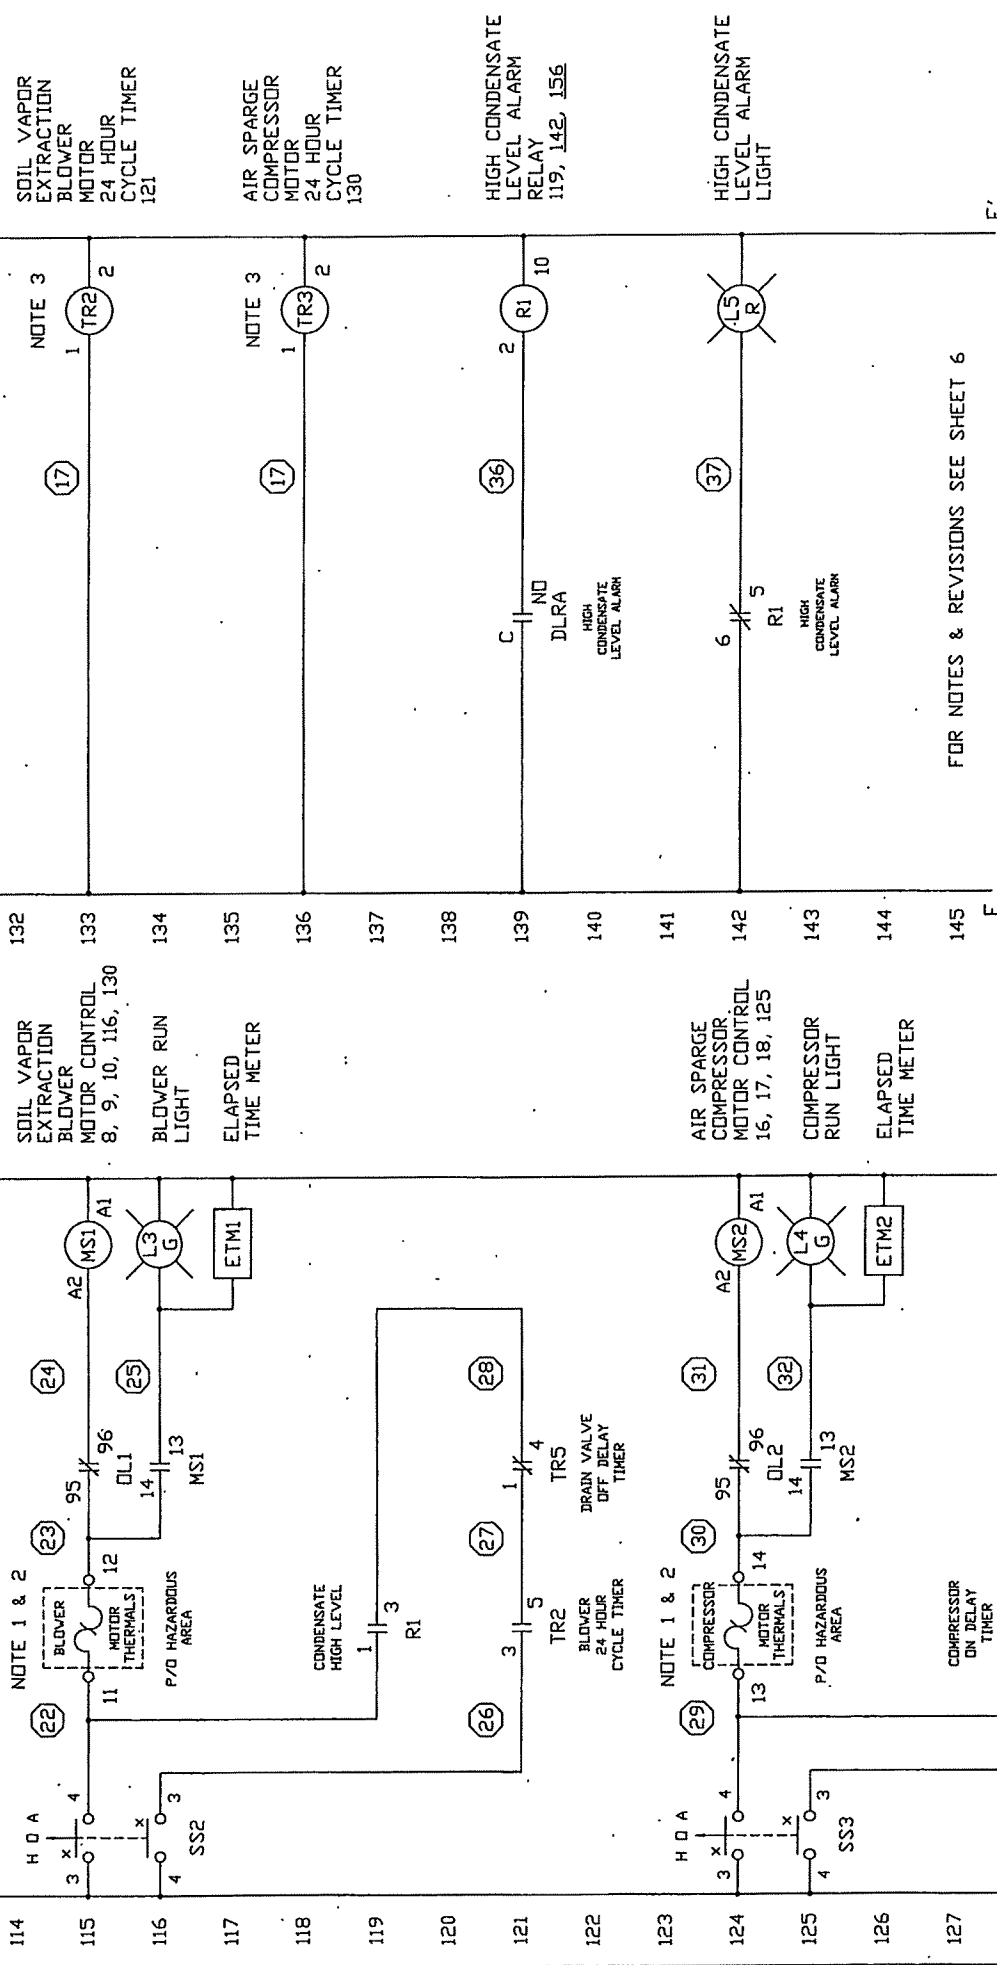 114
115
116
117
118
119
120
121
122
123
124
125
126
127
H O A
3
X
4
4
X
3
SS2
22
NOTE 1 & 2
BLOWER
MOTOR
THERMALS
11
12
P/O HAZARDOUS
AREA
23
95
96
OL1
24
A2
MS1
A1
14
13
MS1
25
L3
G
ETM1
CONDENSATE
HIGH LEVEL
1
3
R1
26
3
5
TR2
BLOWER
24 HOUR
CYCLE TIMER
27
1
4
TR5
DRAIN VALVE
OFF DELAY
TIMER
28
H O A
3
X
4
4
X
3
SS3
29
NOTE 1 & 2
COMPRESSOR
MOTOR
THERMALS
13
14
P/O HAZARDOUS
AREA
30
95
96
OL2
31
A2
MS2
A1
14
13
MS2
32
L4
G
ETM2
COMPRESSOR
ON DELAY
TIMER
SOIL VAPOR
EXTRACTION
BLOWER
MOTOR CONTROL
8, 9, 10, 116, 130
BLOWER RUN
LIGHT
ELAPSED
TIME METER
AIR SPARGE
COMPRESSOR
MOTOR CONTROL
16, 17, 18, 125
COMPRESSOR
RUN LIGHT
ELAPSED
TIME METER
132
133
134
135
136
137
138
139
140
141
142
143
144
145
17
NOTE 3
1
TR2
2
17
NOTE 3
1
TR3
2
C
NO
DLRA
HIGH
CONDENSATE
LEVEL ALARM
36
2
R1
10
6
5
R1
HIGH
CONDENSATE
LEVEL ALARM
37
L5
R
SOIL VAPOR
EXTRACTION
BLOWER
MOTOR
24 HOUR
CYCLE TIMER
121
AIR SPARGE
COMPRESSOR
MOTOR
24 HOUR
CYCLE TIMER
130
HIGH CONDENSATE
LEVEL ALARM
RELAY
119, 142, 156
HIGH CONDENSATE
LEVEL ALARM
LIGHT
FOR NOTES & REVISIONS SEE SHEET 6